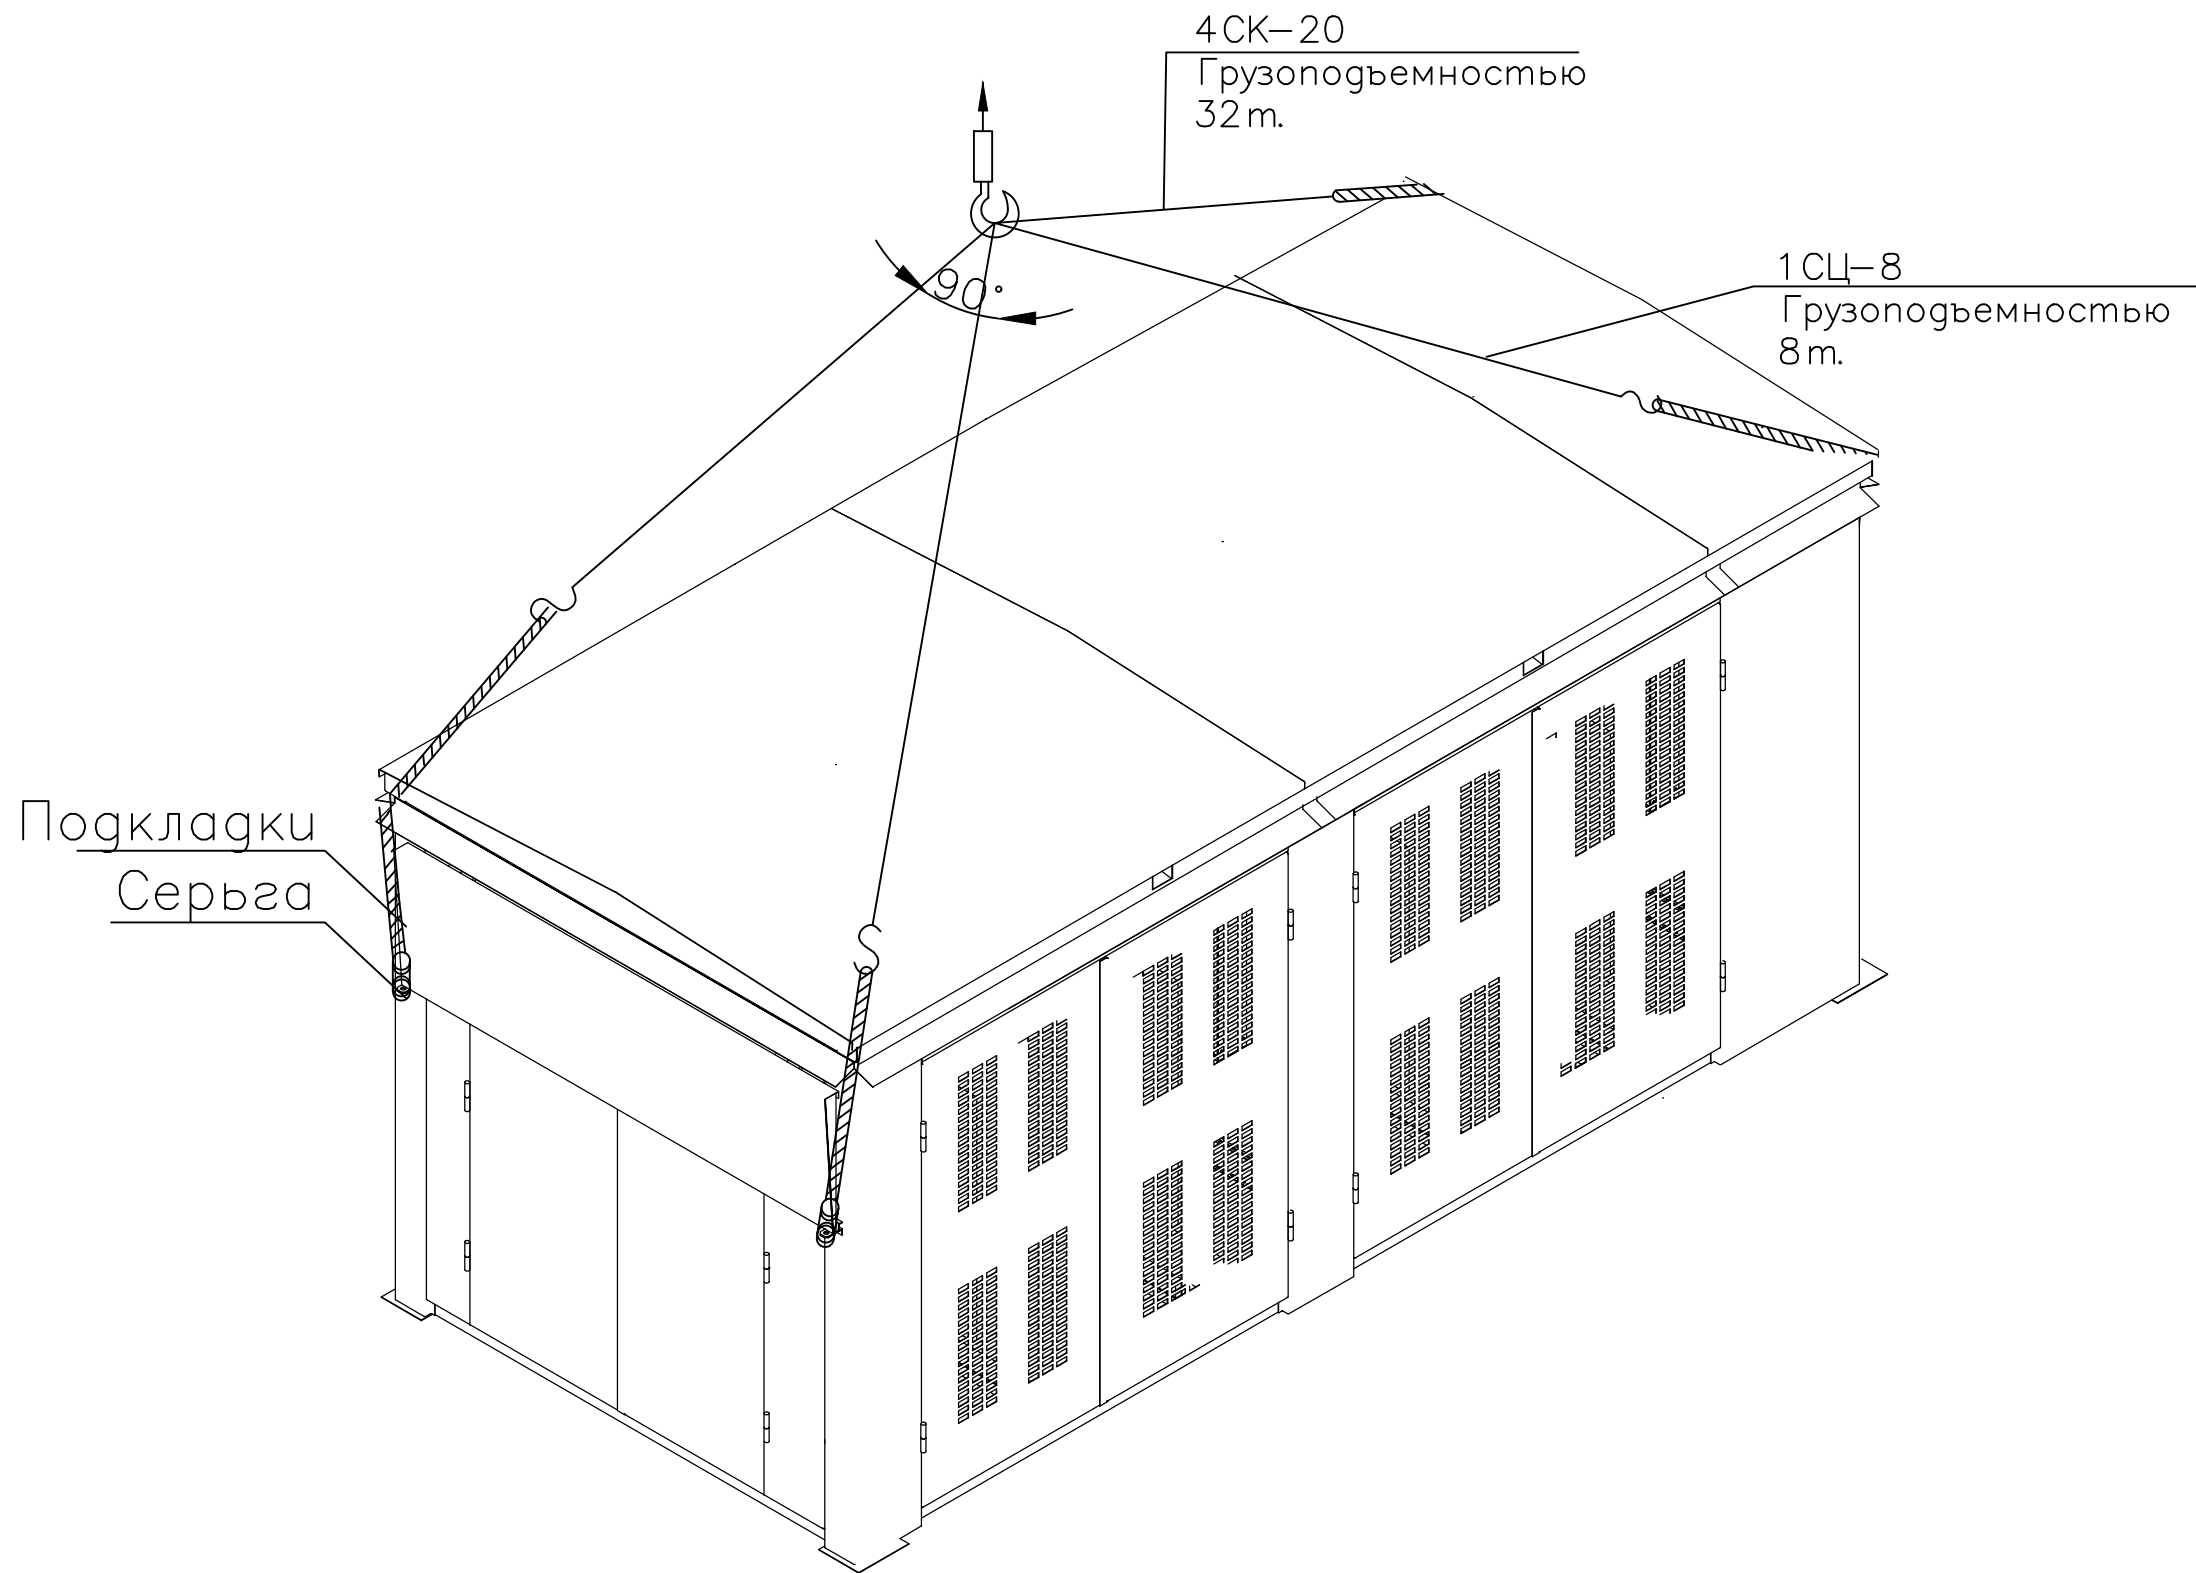 4СК-20
Грузоподъемностью
32т.
90°
1СЦ-8
Грузоподъемностью
8т.
Подкладки
Серьга